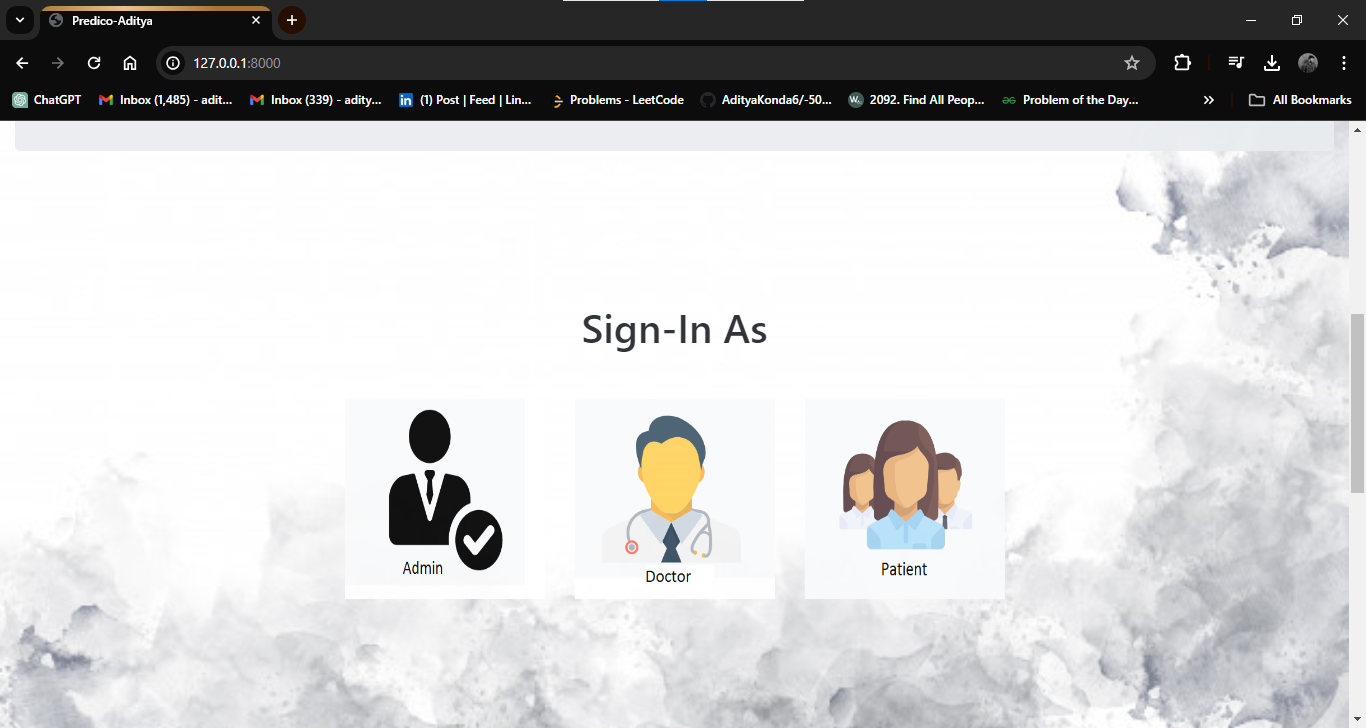 Predico-Aditya
127.0.0.1:8000
ChatGPT
Inbox (1,485) - adit...
Inbox (339) - adity...
(1) Post | Feed | Lin...
Problems - LeetCode
AdityaKonda6/-50...
2092. Find All Peop...
Problem of the Day...
All Bookmarks
Sign-In As
Admin
Doctor
Patient